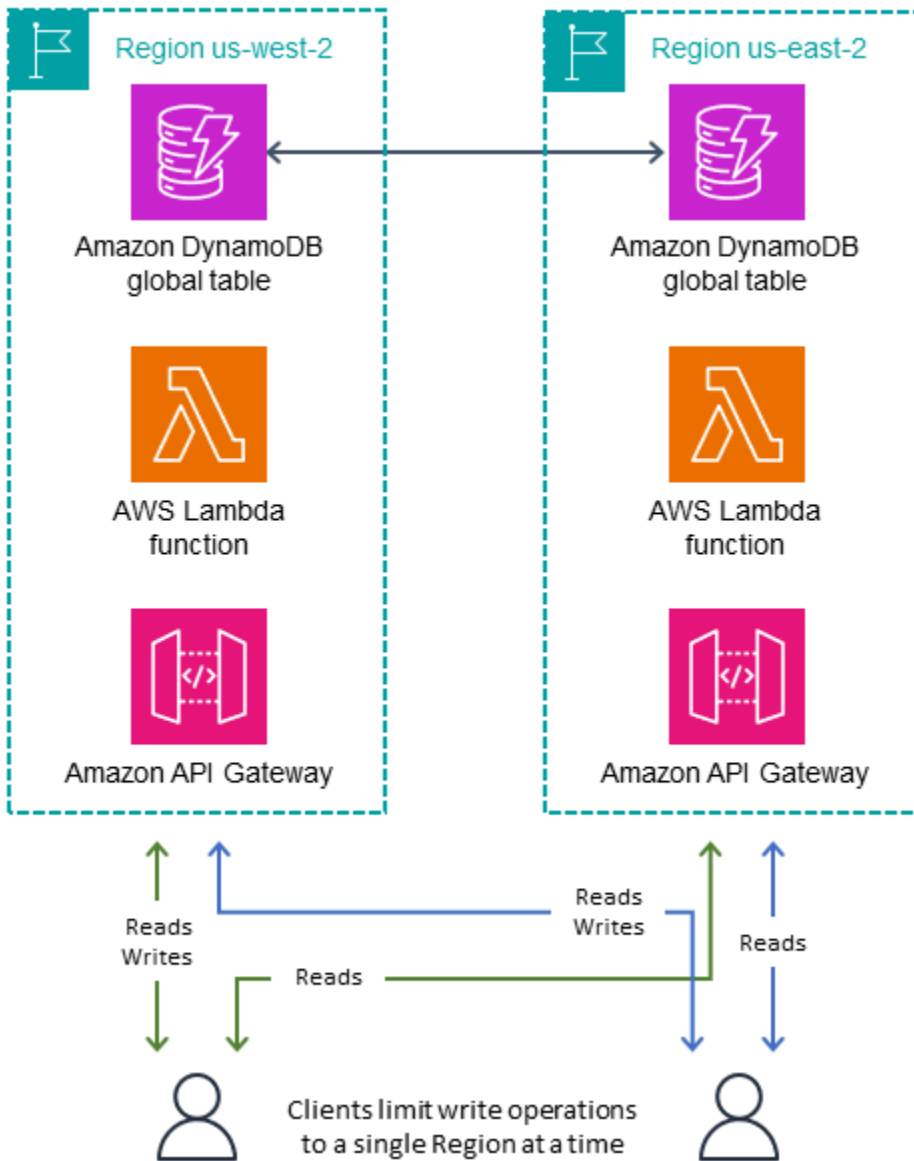 Region us-west-2
Region us-east-2
Amazon DynamoDB
global table
Amazon DynamoDB
global table
AWS Lambda
function
AWS Lambda
function
</>
Amazon API Gateway
</>
Amazon API Gateway
Reads
Writes
Reads
Writes
Reads
Reads
Clients limit write operations
to a single Region at a time